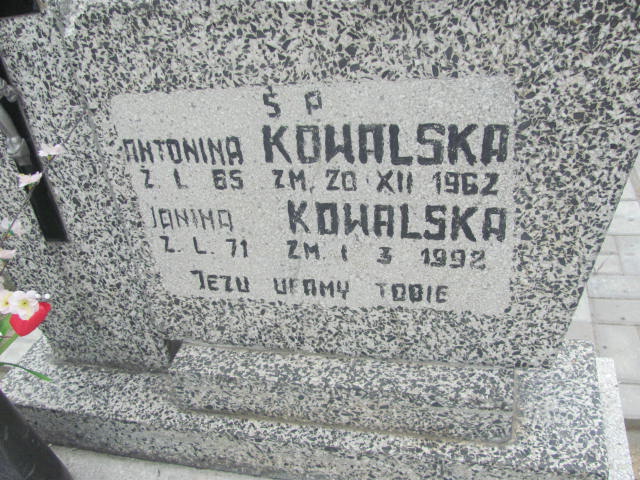 Ś P
ANTONINA KOWALSKA
Ż. L. 65 ZM. 20 XII 1962
JANINA KOWALSKA
Ż. L. 71 ZM. 1 3 1992
JEZU UFAMY TOBIE